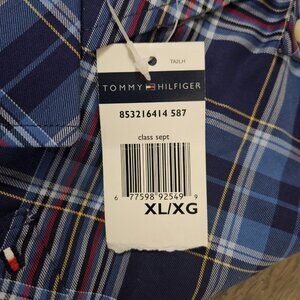 TAILH
TOMMY HILFIGER
853216414 587
class sept
6 77598 92549 9
XL/XG